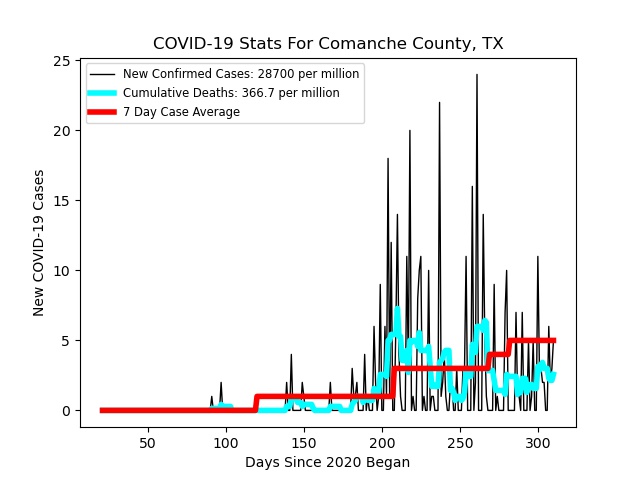 COVID-19 Stats For Comanche County, TX
New Confirmed Cases: 28700 per million
Cumulative Deaths: 366.7 per million
7 Day Case Average
New COVID-19 Cases
25
20
15
10
5
0
50 100 150 200 250 300
Days Since 2020 Began